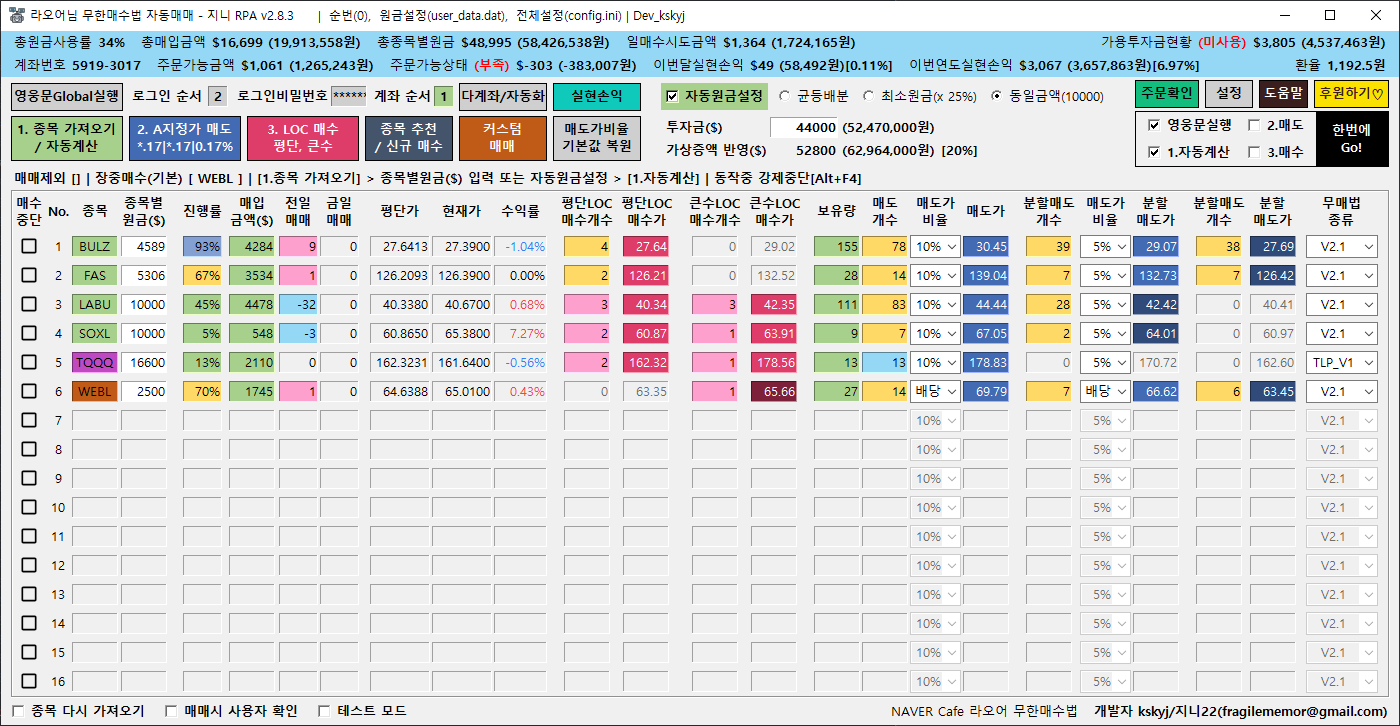 라오어님 무한매수법 자동매매 - 지니 RPA v2.8.3 | 순번(0), 원금설정(user_data.dat), 전체설정(config.ini) | Dev_kskyj
총원금사용률 34% 총매입금액 $16,699 (19,913,558원) 총종목별원금 $48,995 (58,426,538원) 일매수시도금액 $1,364 (1,724,165원) 가용투자금현황 (미사용) $3,805 (4,537,463원)
계좌번호 5919-3017 주문가능금액 $1,061 (1,265,243원) 주문가능상태 (부족) $-303 (-383,007원) 이번달실현손익 $49 (58,492원)[0.11%] 이번연도실현손익 $3,067 (3,657,863원)[6.97%] 환율 1,192.5원
영웅문Global실행 로그인 순서 2 로그인비밀번호 ****** 계좌 순서 1 다계좌/자동화 실현손익 자동원금설정 균등배분 최소원금(x 25%) 동일금액(10000) 주문확인 설정 도움말 후원하기♡
1. 종목 가져오기 2. A지정가 매도 3. LOC 매수 종목 추천 커스텀 매도가비율 투자금($) 44000 (52,470,000원) 영웅문실행 2.매도 한번에
/ 자동계산 *.17|*.17|0.17% 평단, 큰수 / 신규 매수 매매 기본값 복원 가상증액 반영($) 52800 (62,964,000원) [20%] 1.자동계산 3.매수 Go!
매매제외 [] | 장중매수(기본) [ WEBL ] | [1.종목 가져오기] > 종목별원금($) 입력 또는 자동원금설정 > [1.자동계산] | 동작중 강제중단[Alt+F4]
매수 종목별 매입 전일 금일 평단LOC 평단LOC 큰수LOC 큰수LOC 매도 매도가 분할매도 매도가 분할 분할매도 분할 무매법
중단 No. 종목 원금($) 진행률 금액($) 매매 매매 평단가 현재가 수익률 매수개수 매수가 매수개수 매수가 보유량 개수 비율 매도가 개수 비율 매도가 개수 매도가 종류
1 BULZ 4589 93% 4284 9 0 27.6413 27.3900 -1.04% 4 27.64 0 29.02 155 78 10% 30.45 39 5% 29.07 38 27.69 V2.1
2 FAS 5306 67% 3534 1 0 126.2093 126.3900 0.00% 2 126.21 0 132.52 28 14 10% 139.04 7 5% 132.73 7 126.42 V2.1
3 LABU 10000 45% 4478 -32 0 40.3380 40.6700 0.68% 3 40.34 3 42.35 111 83 10% 44.44 28 5% 42.42 0 40.41 V2.1
4 SOXL 10000 5% 548 -3 0 60.8650 65.3800 7.27% 2 60.87 1 63.91 9 7 10% 67.05 2 5% 64.01 0 60.97 V2.1
5 TQQQ 16600 13% 2110 0 0 162.3231 161.6400 -0.56% 2 162.32 1 178.56 13 13 10% 178.83 0 5% 170.72 0 162.60 TLP_V1
6 WEBL 2500 70% 1745 1 0 64.6388 65.0100 0.43% 0 63.35 1 65.66 27 14 배당 69.79 7 배당 66.62 6 63.45 V2.1
7 10% 5% V2.1
8 10% 5% V2.1
9 10% 5% V2.1
10 10% 5% V2.1
11 10% 5% V2.1
12 10% 5% V2.1
13 10% 5% V2.1
14 10% 5% V2.1
15 10% 5% V2.1
16 10% 5% V2.1
종목 다시 가져오기 매매시 사용자 확인 테스트 모드 NAVER Cafe 라오어 무한매수법 개발자 kskyj/지니22(fragilememor@gmail.com)